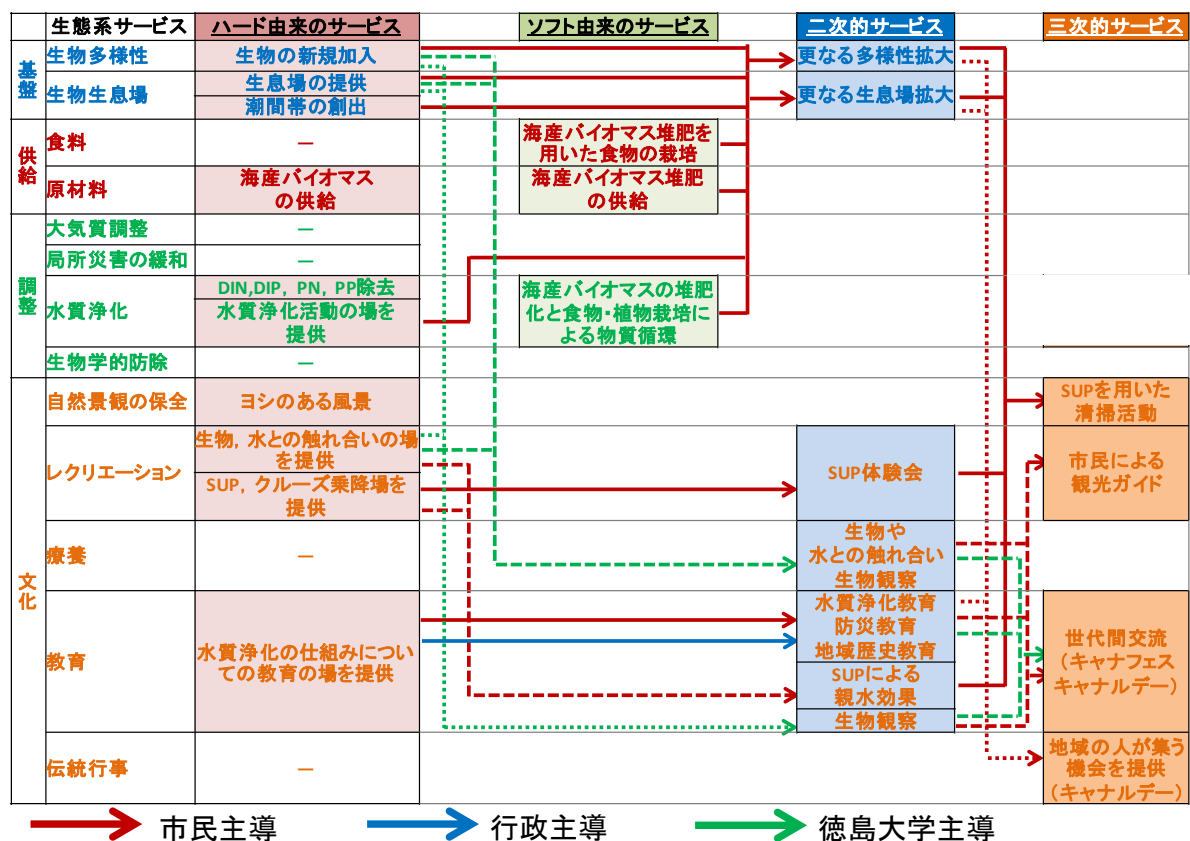 生態系サービス ハード由来のサービス ソフト由来のサービス 二次的サービス 三次的サービス
基盤
生物多様性 生物の新規加入 更なる多様性拡大
生物生息場 生息場の提供 更なる生息場拡大
潮間帯の創出
供給
食料 － 海産バイオマス堆肥を
用いた食物の栽培
原材料 海産バイオマス
の供給
海産バイオマス堆肥
の供給
調整
大気質調整 －
局所災害の緩和 －
水質浄化 DIN,DIP，PN，PP除去
水質浄化活動の場を
提供
海産バイオマスの堆肥
化と食物・植物栽培に
よる物質循環
生物学的防除 －
文化
自然景観の保全 ヨシのある風景
SUPを用いた
清掃活動
レクリエーション
生物，水との触れ合いの場
を提供
SUP，クルーズ乗降場を
提供
SUP体験会
市民による
観光ガイド
療養 －
生物や
水との触れ合い
生物観察
教育
水質浄化の仕組みについ
ての教育の場を提供
水質浄化教育
防災教育
地域歴史教育
SUPによる
親水効果
生物観察
世代間交流
（キャナフェス
キャナルデー）
伝統行事 －
地域の人が集う
機会を提供
（キャナルデー）
市民主導 行政主導 徳島大学主導